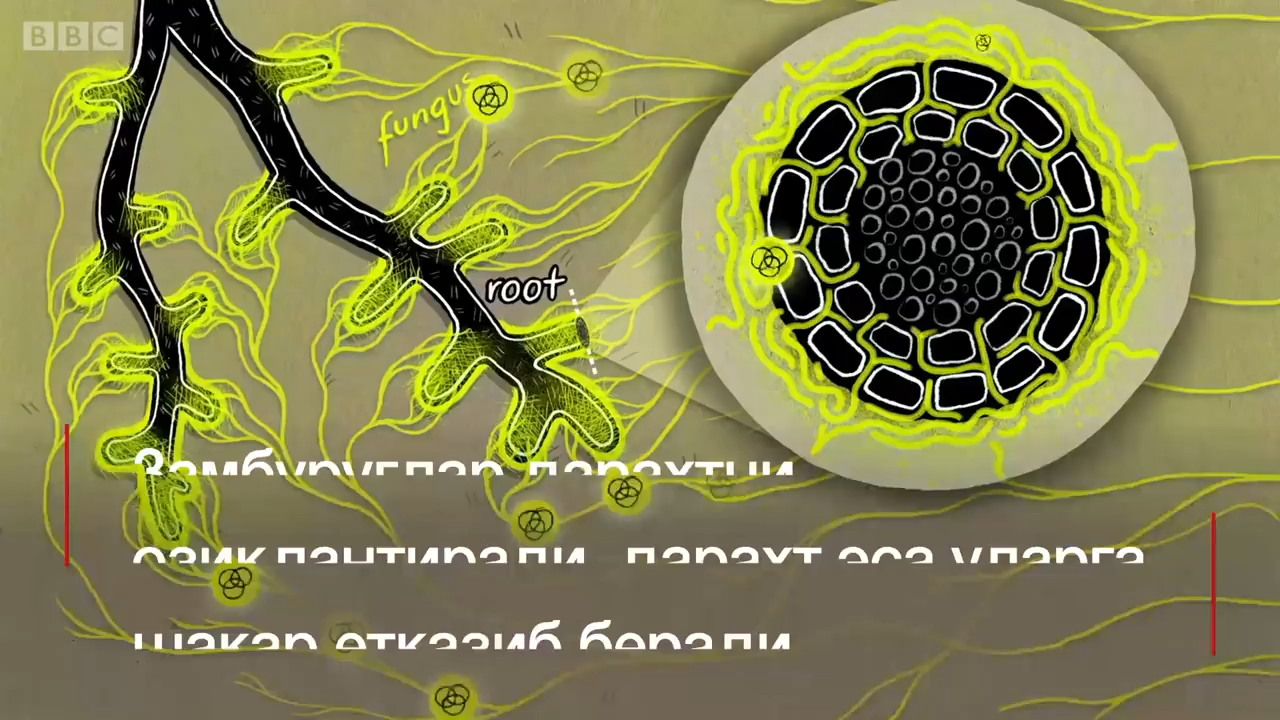 BBC
fungus
root
Замбуруғлар дарахтни
озиқлантиради, дарахт эса уларга
шакар етказиб беради